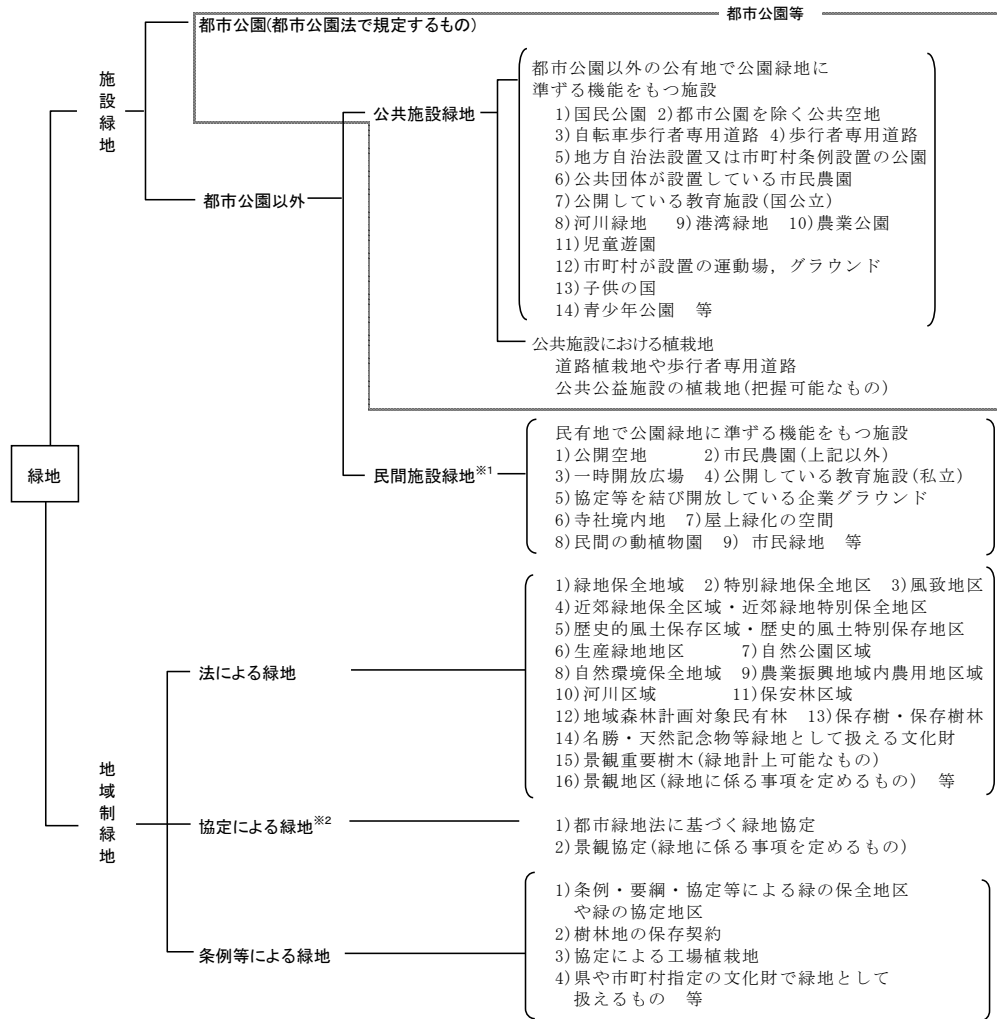 都市公園等
都市公園(都市公園法で規定するもの)
施設緑地
都市公園以外
公共施設緑地
都市公園以外の公有地で公園緑地に
準ずる機能をもつ施設
1)国民公園 2)都市公園を除く公共空地
3)自転車歩行者専用道路 4)歩行者専用道路
5)地方自治法設置又は市町村条例設置の公園
6)公共団体が設置している市民農園
7)公開している教育施設(国公立)
8)河川緑地 9)港湾緑地 10)農業公園
11)児童遊園
12)市町村が設置の運動場，グラウンド
13)子供の国
14)青少年公園 等
公共施設における植栽地
道路植栽地や歩行者専用道路
公共公益施設の植栽地(把握可能なもの)
民間施設緑地※1
民有地で公園緑地に準ずる機能をもつ施設
1)公開空地 2)市民農園(上記以外)
3)一時開放広場 4)公開している教育施設(私立)
5)協定等を結び開放している企業グラウンド
6)寺社境内地 7)屋上緑化の空間
8)民間の動植物園 9) 市民緑地 等
緑地
地域制緑地
法による緑地
1)緑地保全地域 2)特別緑地保全地区 3)風致地区
4)近郊緑地保全区域・近郊緑地特別保全地区
5)歴史的風土保存区域・歴史的風土特別保存地区
6)生産緑地地区 7)自然公園区域
8)自然環境保全地域 9)農業振興地域内農用地区域
10)河川区域 11)保安林区域
12)地域森林計画対象民有林 13)保存樹・保存樹林
14)名勝・天然記念物等緑地として扱える文化財
15)景観重要樹木(緑地計上可能なもの)
16)景観地区(緑地に係る事項を定めるもの) 等
協定による緑地※2
1)都市緑地法に基づく緑地協定
2)景観協定(緑地に係る事項を定めるもの)
条例等による緑地
1)条例・要綱・協定等による緑の保全地区
や緑の協定地区
2)樹林地の保存契約
3)協定による工場植栽地
4)県や市町村指定の文化財で緑地として
扱えるもの 等